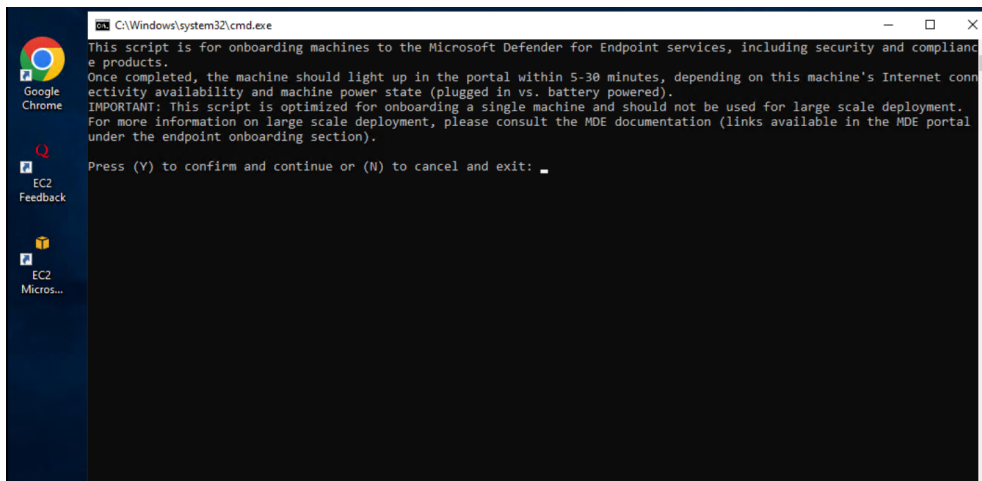 C:\Windows\system32\cmd.exe
This script is for onboarding machines to the Microsoft Defender for Endpoint services, including security and complianc
e products.
Once completed, the machine should light up in the portal within 5-30 minutes, depending on this machine's Internet conn
ectivity availability and machine power state (plugged in vs. battery powered).
IMPORTANT: This script is optimized for onboarding a single machine and should not be used for large scale deployment.
For more information on large scale deployment, please consult the MDE documentation (links available in the MDE portal
under the endpoint onboarding section).
Press (Y) to confirm and continue or (N) to cancel and exit:
Google
Chrome
EC2
Feedback
EC2
Micros...